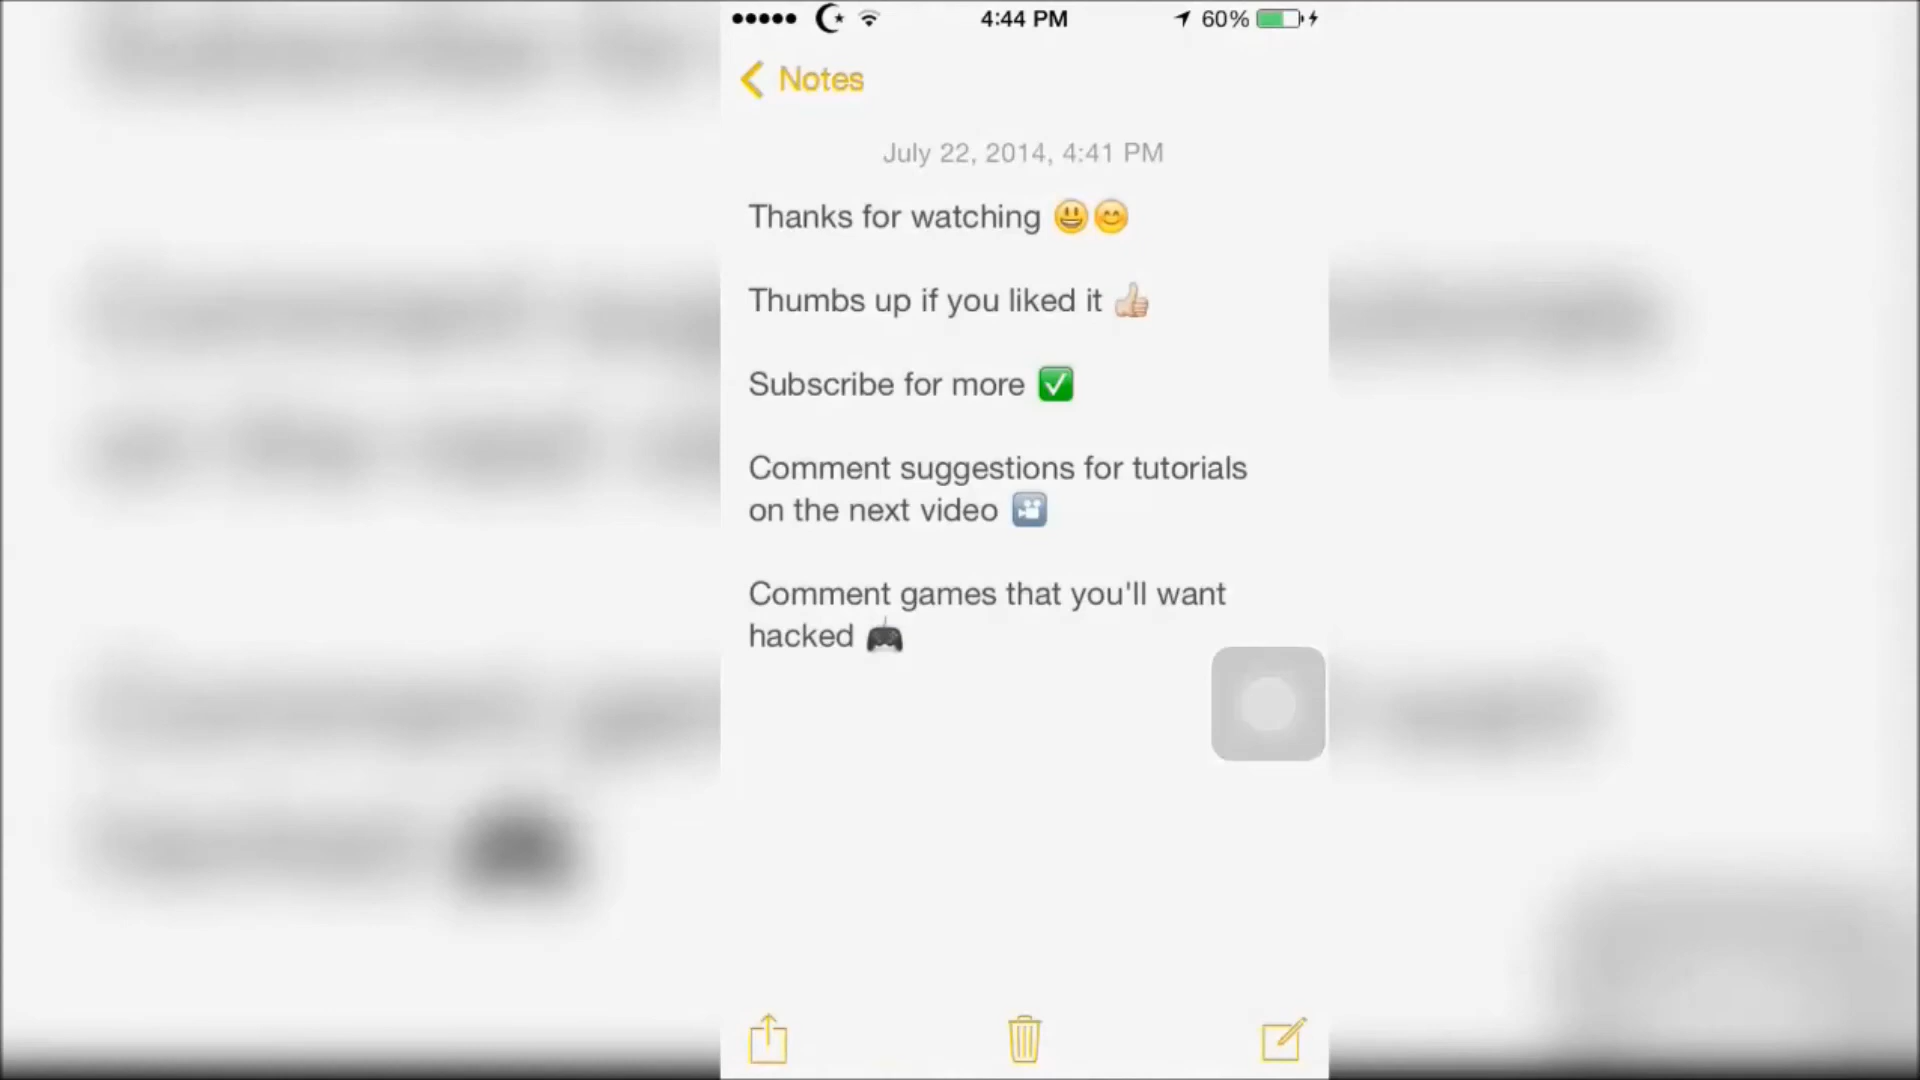 4:44 PM 60%
Notes
July 22, 2014, 4:41 PM
Thanks for watching 😃😊
Thumbs up if you liked it 👍🏻
Subscribe for more ✅
Comment suggestions for tutorials
on the next video 🎦
Comment games that you'll want
hacked 🎮